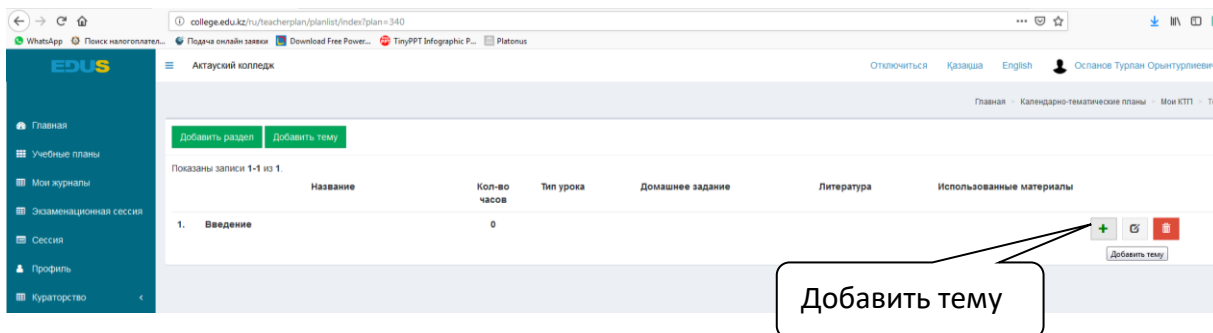 college.edu.kz/ru/teacherplan/planlist/index?plan=340
WhatsApp Поиск налогоплател... Подача онлайн заявки Download Free Power... TinyPPT Infographic P... Platonus
EDUS Актауский колледж Отключиться Қазақша English Оспанов Турлан Орынтурлиевич
Главная > Календарно-тематические планы > Мои КТП >
Главная
Добавить раздел Добавить тему
Учебные планы
Показаны записи 1-1 из 1.
Мои журналы
Название Кол-во часов Тип урока Домашнее задание Литература Использованные материалы
Экзаменационная сессия
1. Введение 0
Сессия
Добавить тему
Профиль
Кураторство
Добавить тему